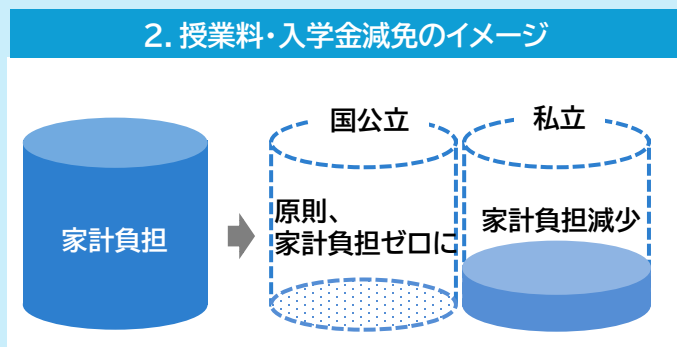 2. 授業料・入学金減免のイメージ
国公立
私立
家計負担
原則、
家計負担ゼロに
家計負担減少